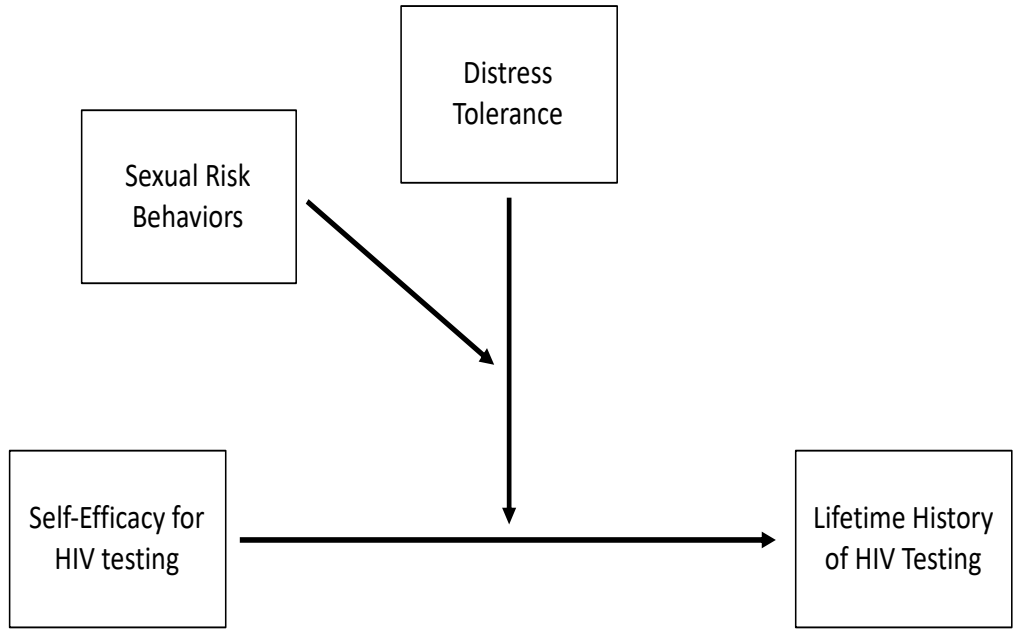 Distress
Tolerance
Sexual Risk
Behaviors
Self-Efficacy for
HIV testing
Lifetime History
of HIV Testing